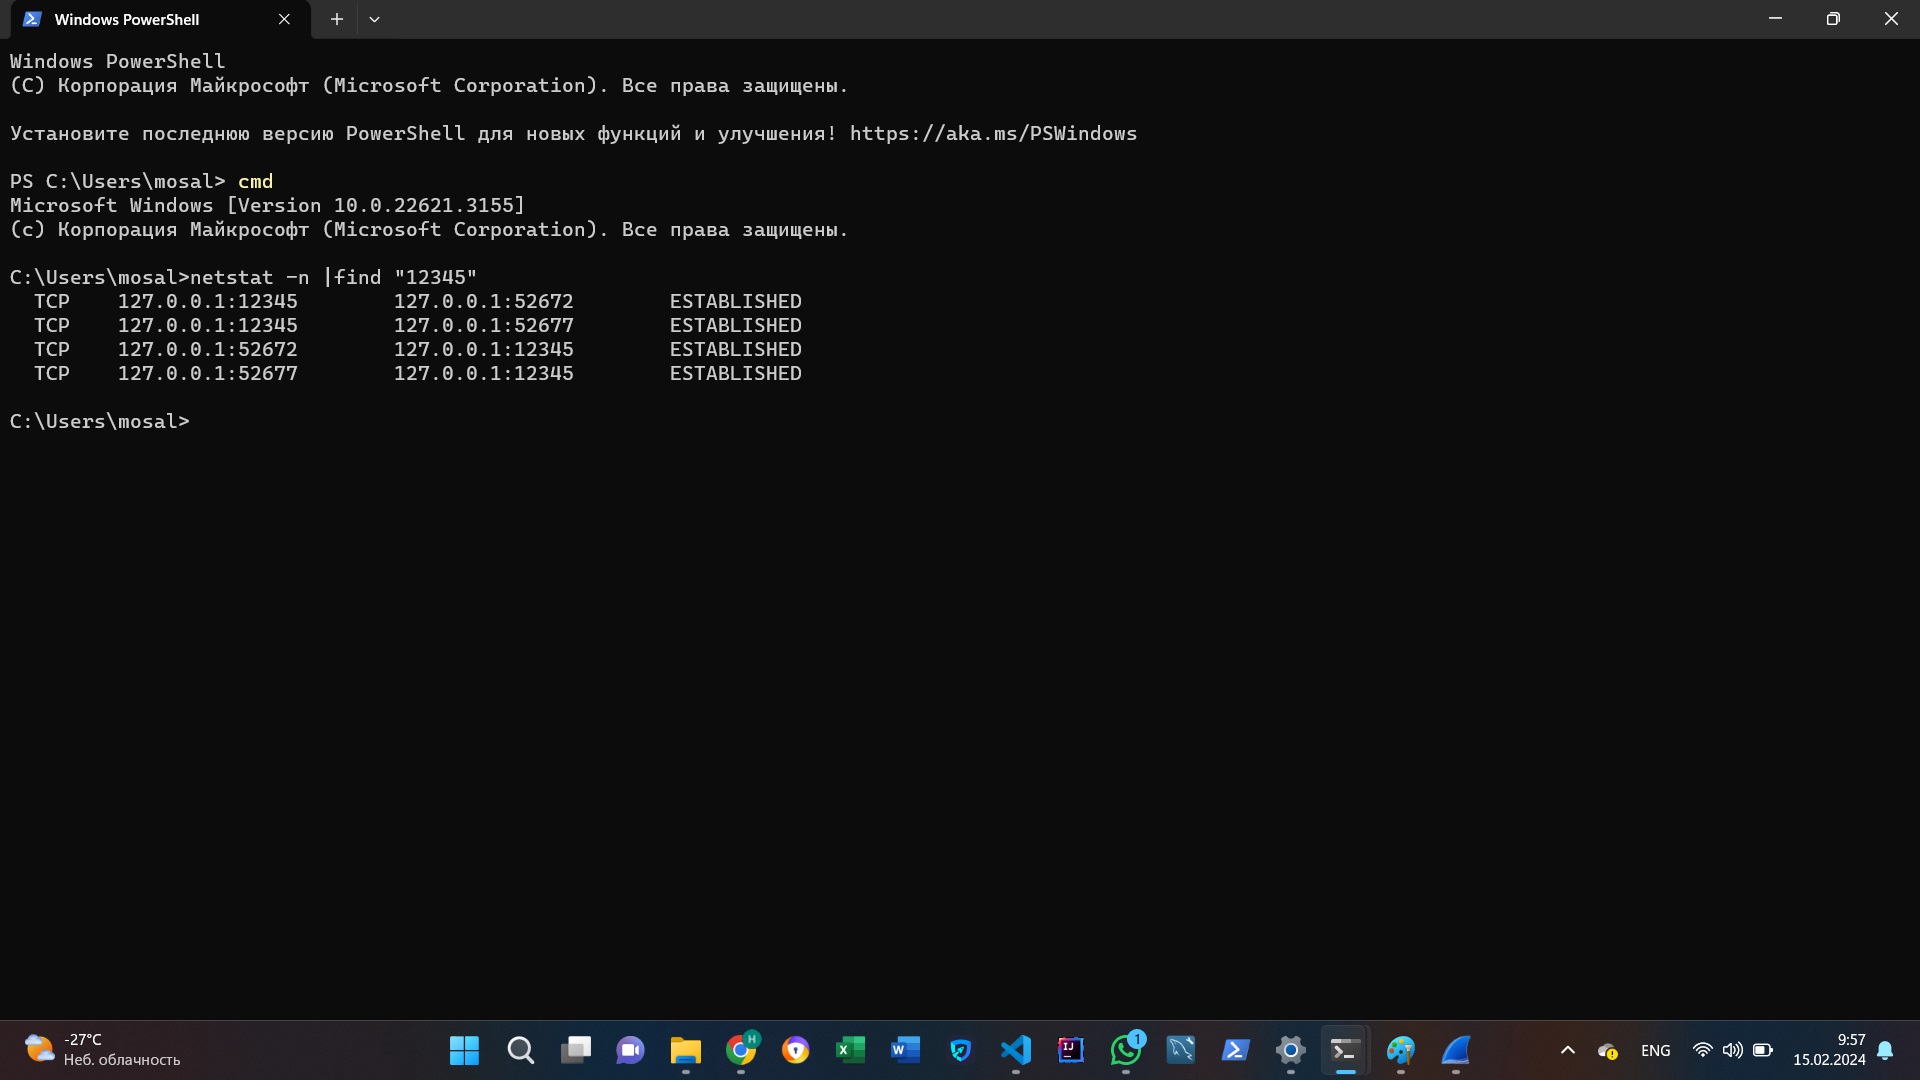 Windows PowerShell
Windows PowerShell
(C) Корпорация Майкрософт (Microsoft Corporation). Все права защищены.
Установите последнюю версию PowerShell для новых функций и улучшения! https://aka.ms/PSWindows
PS C:\Users\mosal> cmd
Microsoft Windows [Version 10.0.22621.3155]
(c) Корпорация Майкрософт (Microsoft Corporation). Все права защищены.
C:\Users\mosal>netstat -n |find "12345"
TCP    127.0.0.1:12345        127.0.0.1:52672        ESTABLISHED
TCP    127.0.0.1:12345        127.0.0.1:52677        ESTABLISHED
TCP    127.0.0.1:52672        127.0.0.1:12345        ESTABLISHED
TCP    127.0.0.1:52677        127.0.0.1:12345        ESTABLISHED
C:\Users\mosal>
-27°C
Неб. облачность
H
IJ
1
ENG
9:57
15.02.2024